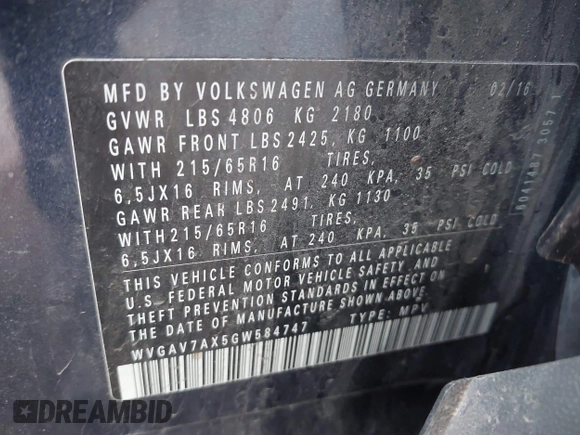 MFD BY VOLKSWAGEN AG GERMANY 02/16
GVWR LBS 4806 KG 2180
GAWR FRONT LBS 2425, KG 1100
WITH 215/65R16 TIRES,
6,5JX16 RIMS, AT 240 KPA, 35 PSI COLD
GAWR REAR LBS 2491, KG 1130
WITH 215/65R16 TIRES,
6,5JX16 RIMS, AT 240 KPA, 35 PSI COLD
THIS VEHICLE CONFORMS TO ALL APPLICABLE
U.S. FEDERAL MOTOR VEHICLE SAFETY AND
THEFT PREVENTION STANDARDS IN EFFECT ON
THE DATE OF MANUFACTURE SHOWN ABOVE.
WVGAV7AX5GW584747 TYPE: MPV
DREAMBID